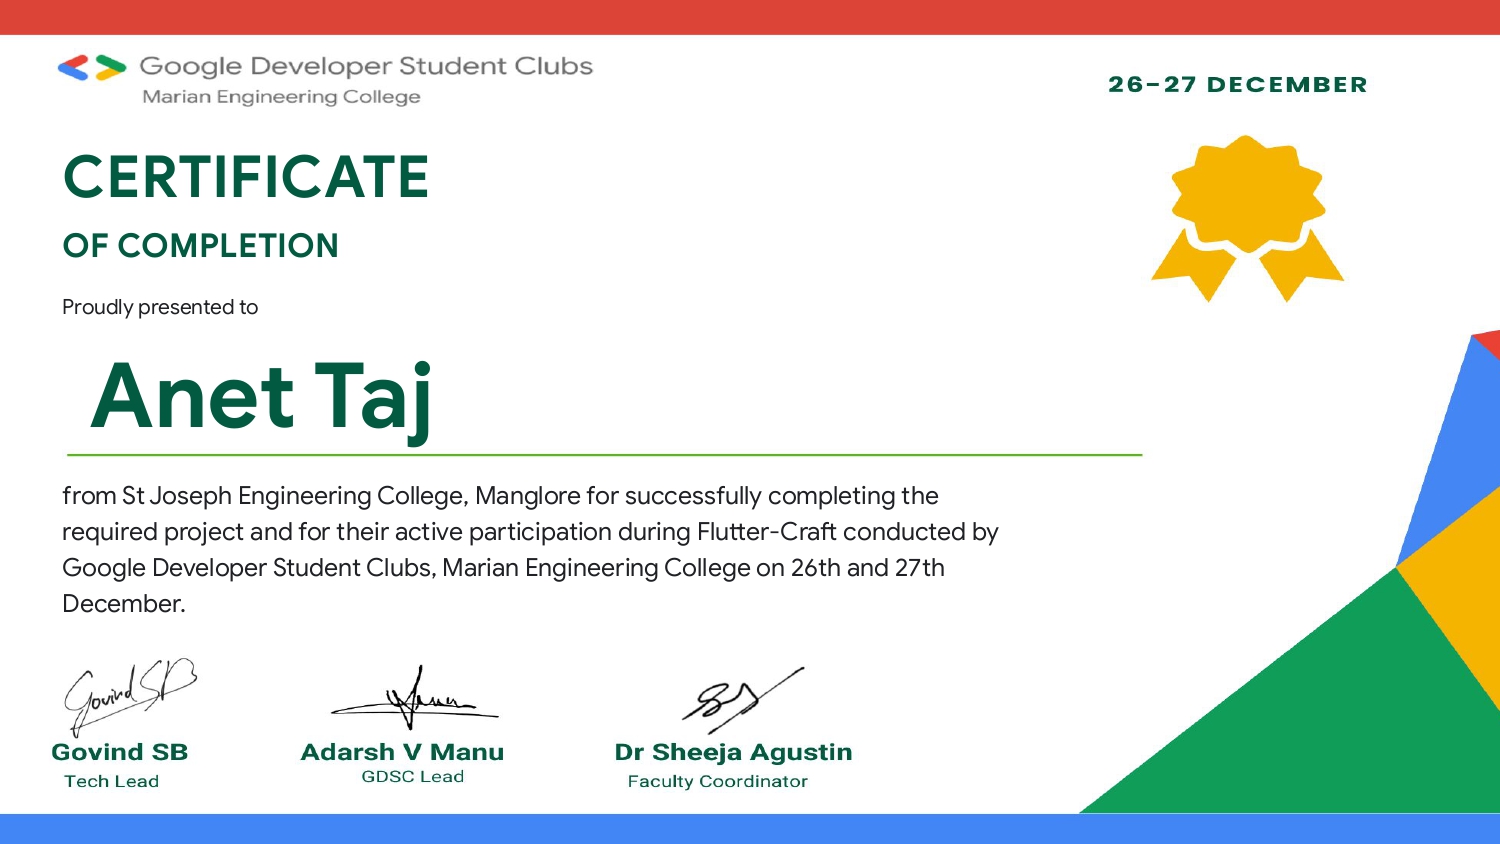 Google Developer Student Clubs
Marian Engineering College
26-27 DECEMBER
CERTIFICATE
OF COMPLETION
Proudly presented to
Anet Taj
from St Joseph Engineering College, Manglore for successfully completing the
required project and for their active participation during Flutter-Craft conducted by
Google Developer Student Clubs, Marian Engineering College on 26th and 27th
December.
Govind SB
Govind SB
Tech Lead
Adarsh V Manu
GDSC Lead
Dr Sheeja Agustin
Faculty Coordinator